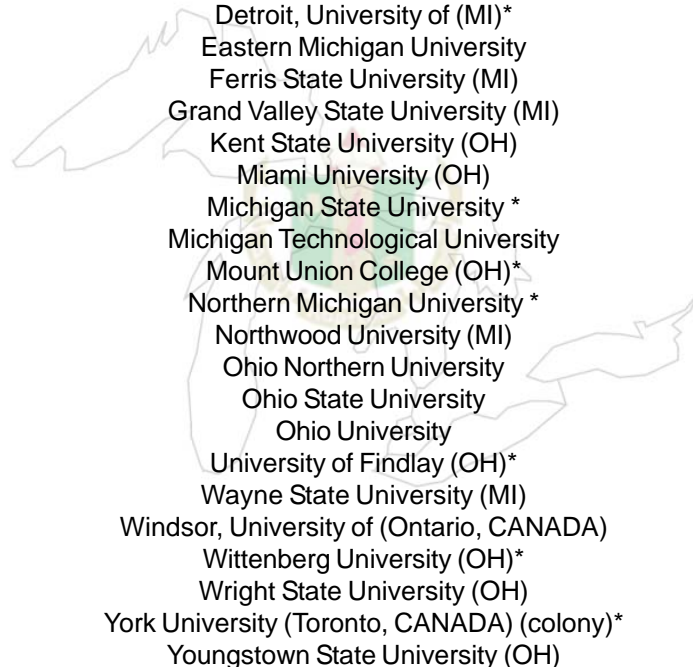 Detroit, University of (MI)*
Eastern Michigan University
Ferris State University (MI)
Grand Valley State University (MI)
Kent State University (OH)
Miami University (OH)
Michigan State University *
Michigan Technological University
Mount Union College (OH)*
Northern Michigan University *
Northwood University (MI)
Ohio Northern University
Ohio State University
Ohio University
University of Findlay (OH)*
Wayne State University (MI)
Windsor, University of (Ontario, CANADA)
Wittenberg University (OH)*
Wright State University (OH)
York University (Toronto, CANADA) (colony)*
Youngstown State University (OH)